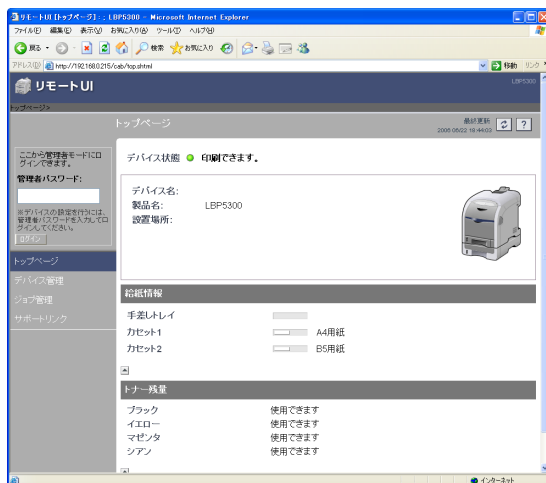 リモートUI [トップページ] : ; LBP5300 - Microsoft Internet Explorer
ファイル(F) 編集(E) 表示(V) お気に入り(A) ツール(T) ヘルプ(H)
戻る 検索 お気に入り
アドレス(D) http://192.168.0.215/cab/top.shtml 移動 リンク
リモートUI
LBP5300
トップページ>
トップページ
最終更新
2006 06/22 18:44:03
ここから管理者モードにログインできます。
管理者パスワード:
※デバイスの設定を行うには、管理者パスワードを入力してログインしてください。
ログイン
トップページ
デバイス管理
ジョブ管理
サポートリンク
デバイス状態 印刷できます。
デバイス名:
製品名: LBP5300
設置場所:
給紙情報
手差しトレイ
カセット1 A4用紙
カセット2 B5用紙
トナー残量
ブラック 使用できます
イエロー 使用できます
マゼンタ 使用できます
シアン 使用できます
インターネット